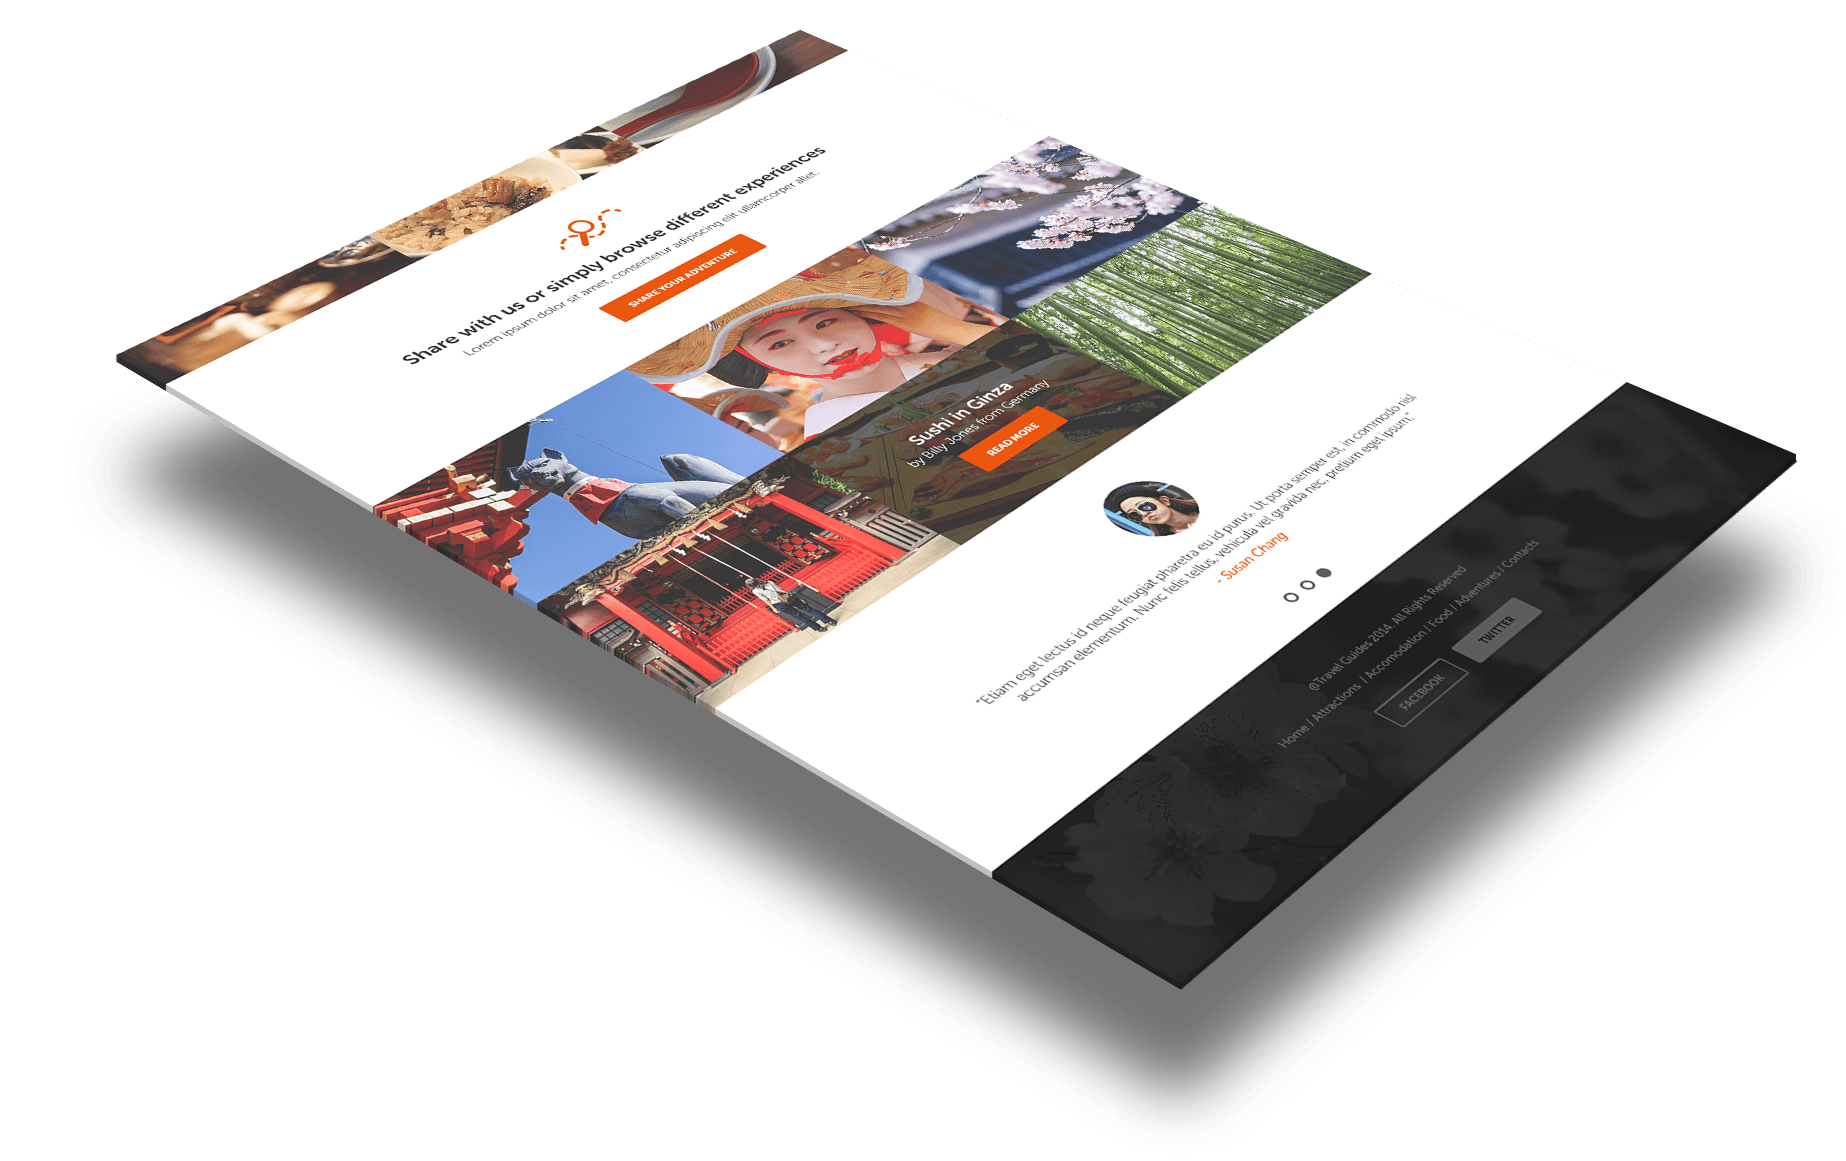 Share with us or simply browse different experiences
Lorem ipsum dolor sit amet, consectetur adipiscing elit ullamcorper aliet.
SHARE YOUR ADVENTURE
Sushi in Ginza
by Billy Jones from Germany
READ MORE
"Etiam eget lectus id neque feugiat pharetra eu id purus. Ut porta semper est, in commodo nisl
accumsan elementum. Nunc felis tellus, vehicula vel gravida nec, pretium eget ipsum."
- Susan Chang
@Travel Guides 2014. All Rights Reserved
Home / Attractions / Accomodation / Food / Adventures / Contacts
FACEBOOK
TWITTER